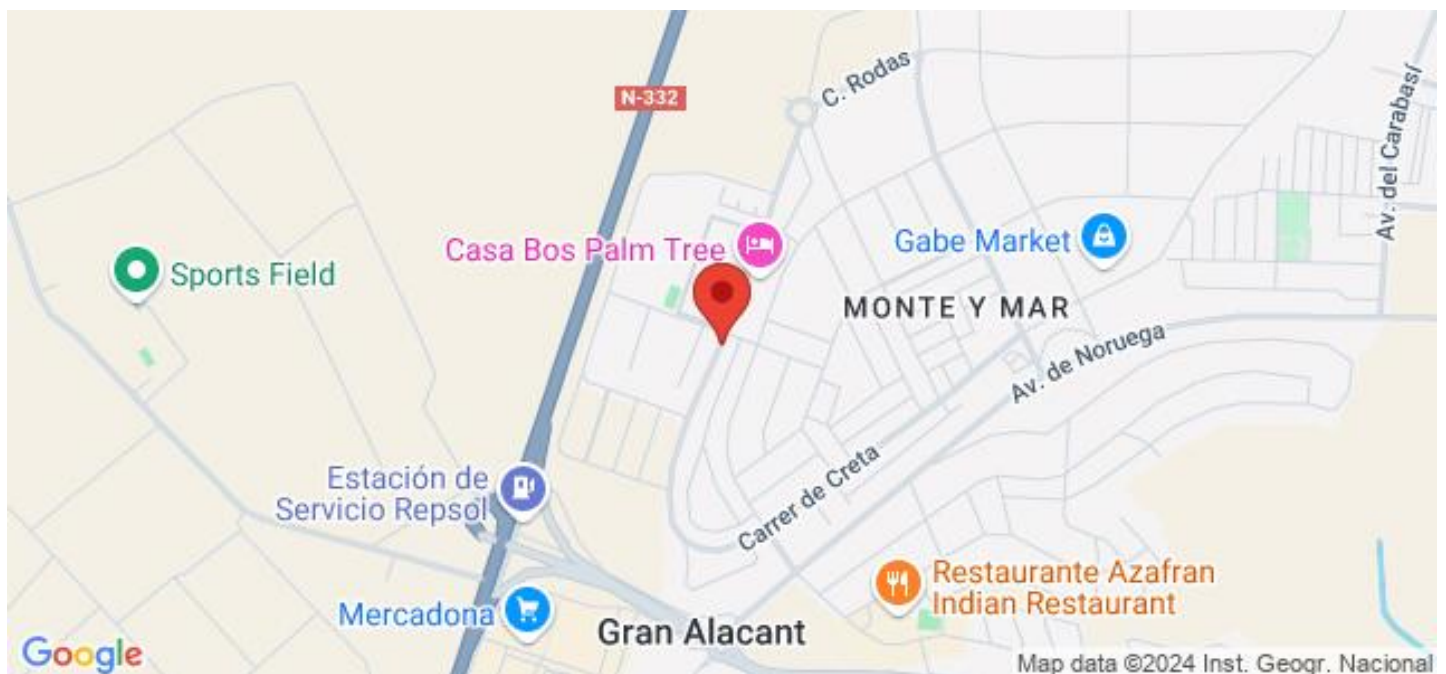 C. Rodas
N-332
Av. del Carabasí
Casa Bos Palm Tree
Gabe Market
Sports Field
MONTE Y MAR
Av. de Noruega
Carrer de Creta
Estación de
Servicio Repsol
Restaurante Azafran
Indian Restaurant
Mercadona
Gran Alacant
Google
Map data ©2024 Inst. Geogr. Nacional